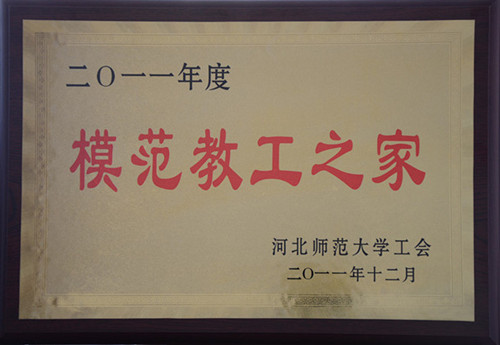 二〇一一年度
模范教工之家
河北师范大学工会
二〇一一年十二月